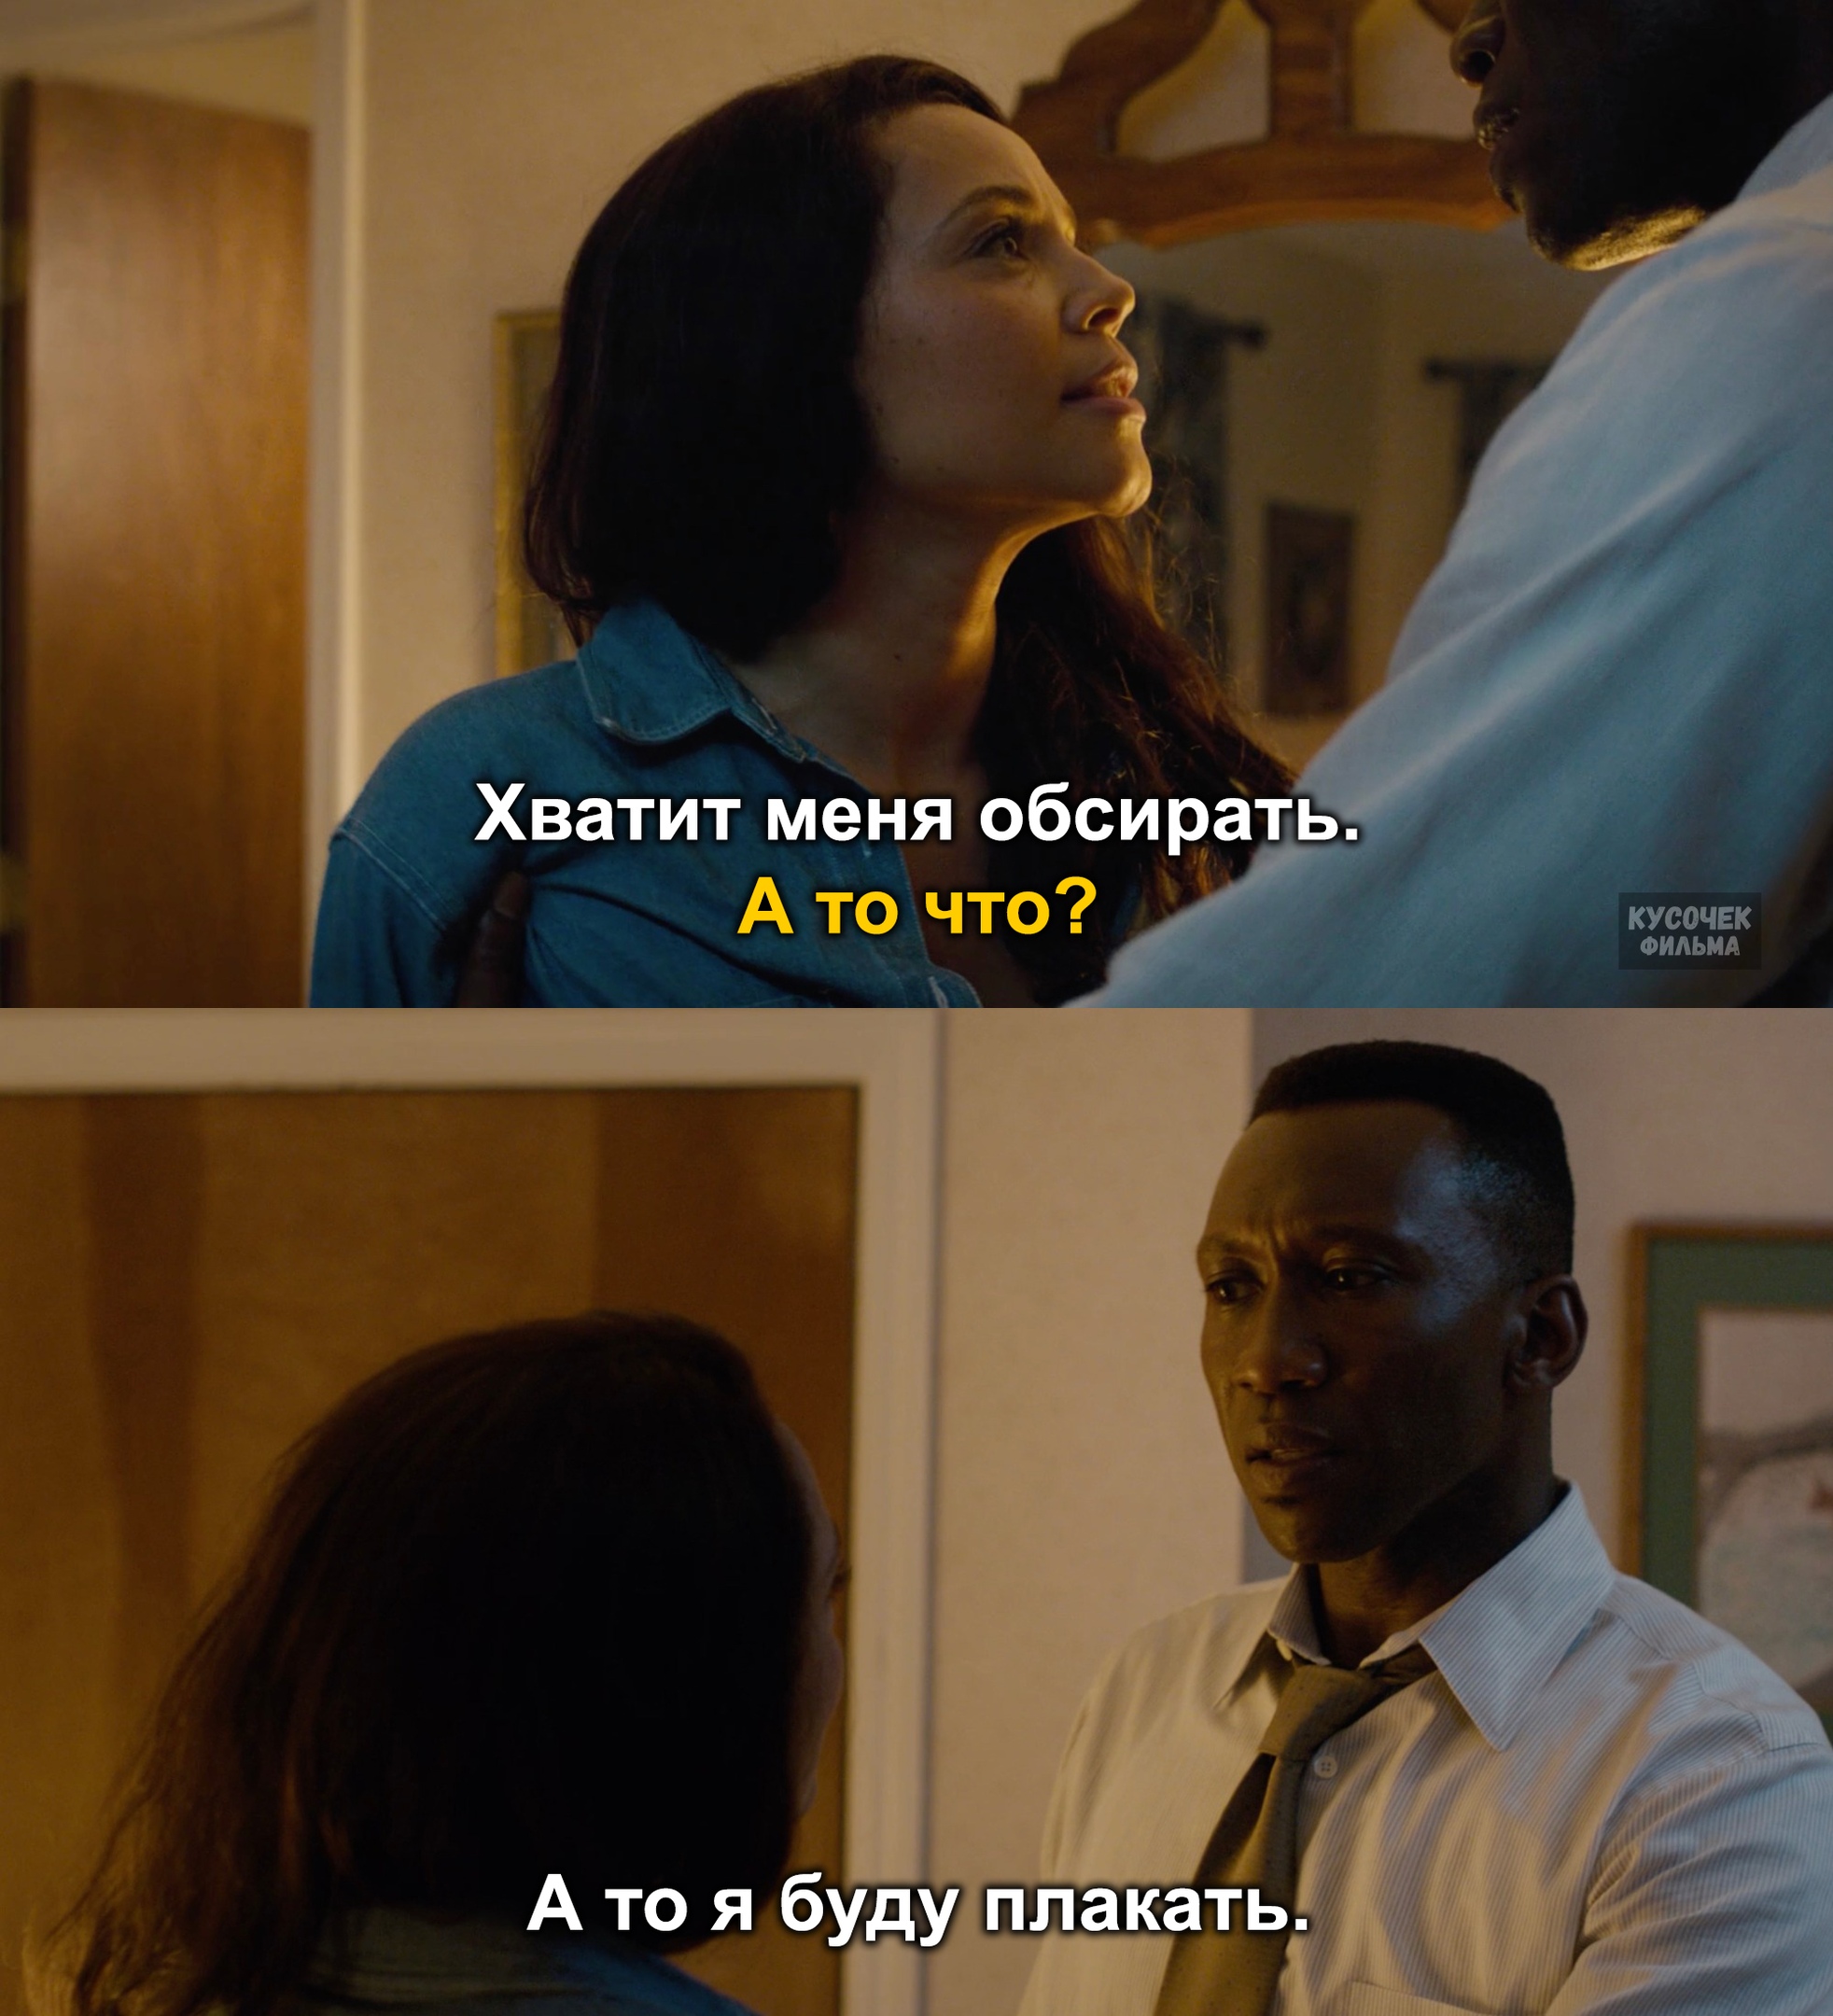 Хватит меня обсирать.
А то что?
КУСОЧЕК
ФИЛЬМА
А то я буду плакать.